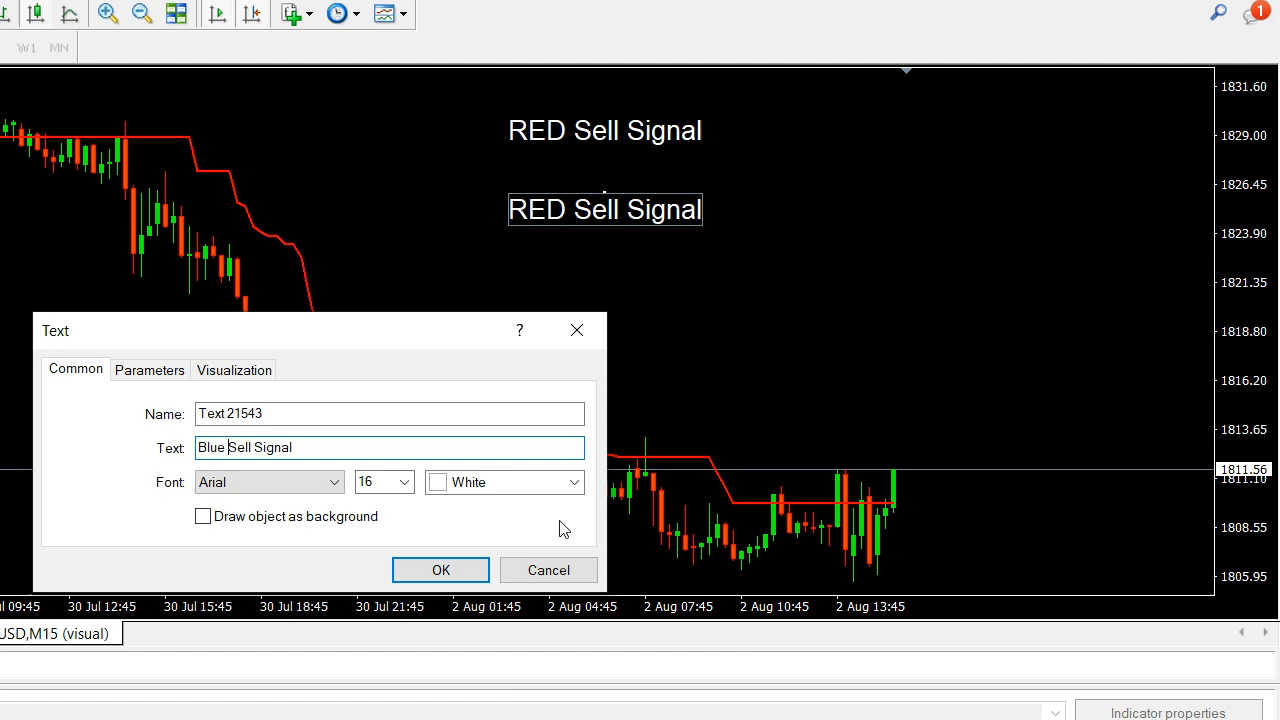 1
W1 MN
1831.60
RED Sell Signal
1829.00
1826.45
RED Sell Signal
1823.90
1821.35
1818.80
1816.20
1813.65
1811.56
1811.10
1808.55
1805.95
Text
?
Common Parameters Visualization
Name: Text 21543
Text: Blue Sell Signal
Font: Arial 16 White
Draw object as background
OK Cancel
l 09:45 30 Jul 12:45 30 Jul 15:45 30 Jul 18:45 30 Jul 21:45 2 Aug 01:45 2 Aug 04:45 2 Aug 07:45 2 Aug 10:45 2 Aug 13:45
USD,M15 (visual)
Indicator properties